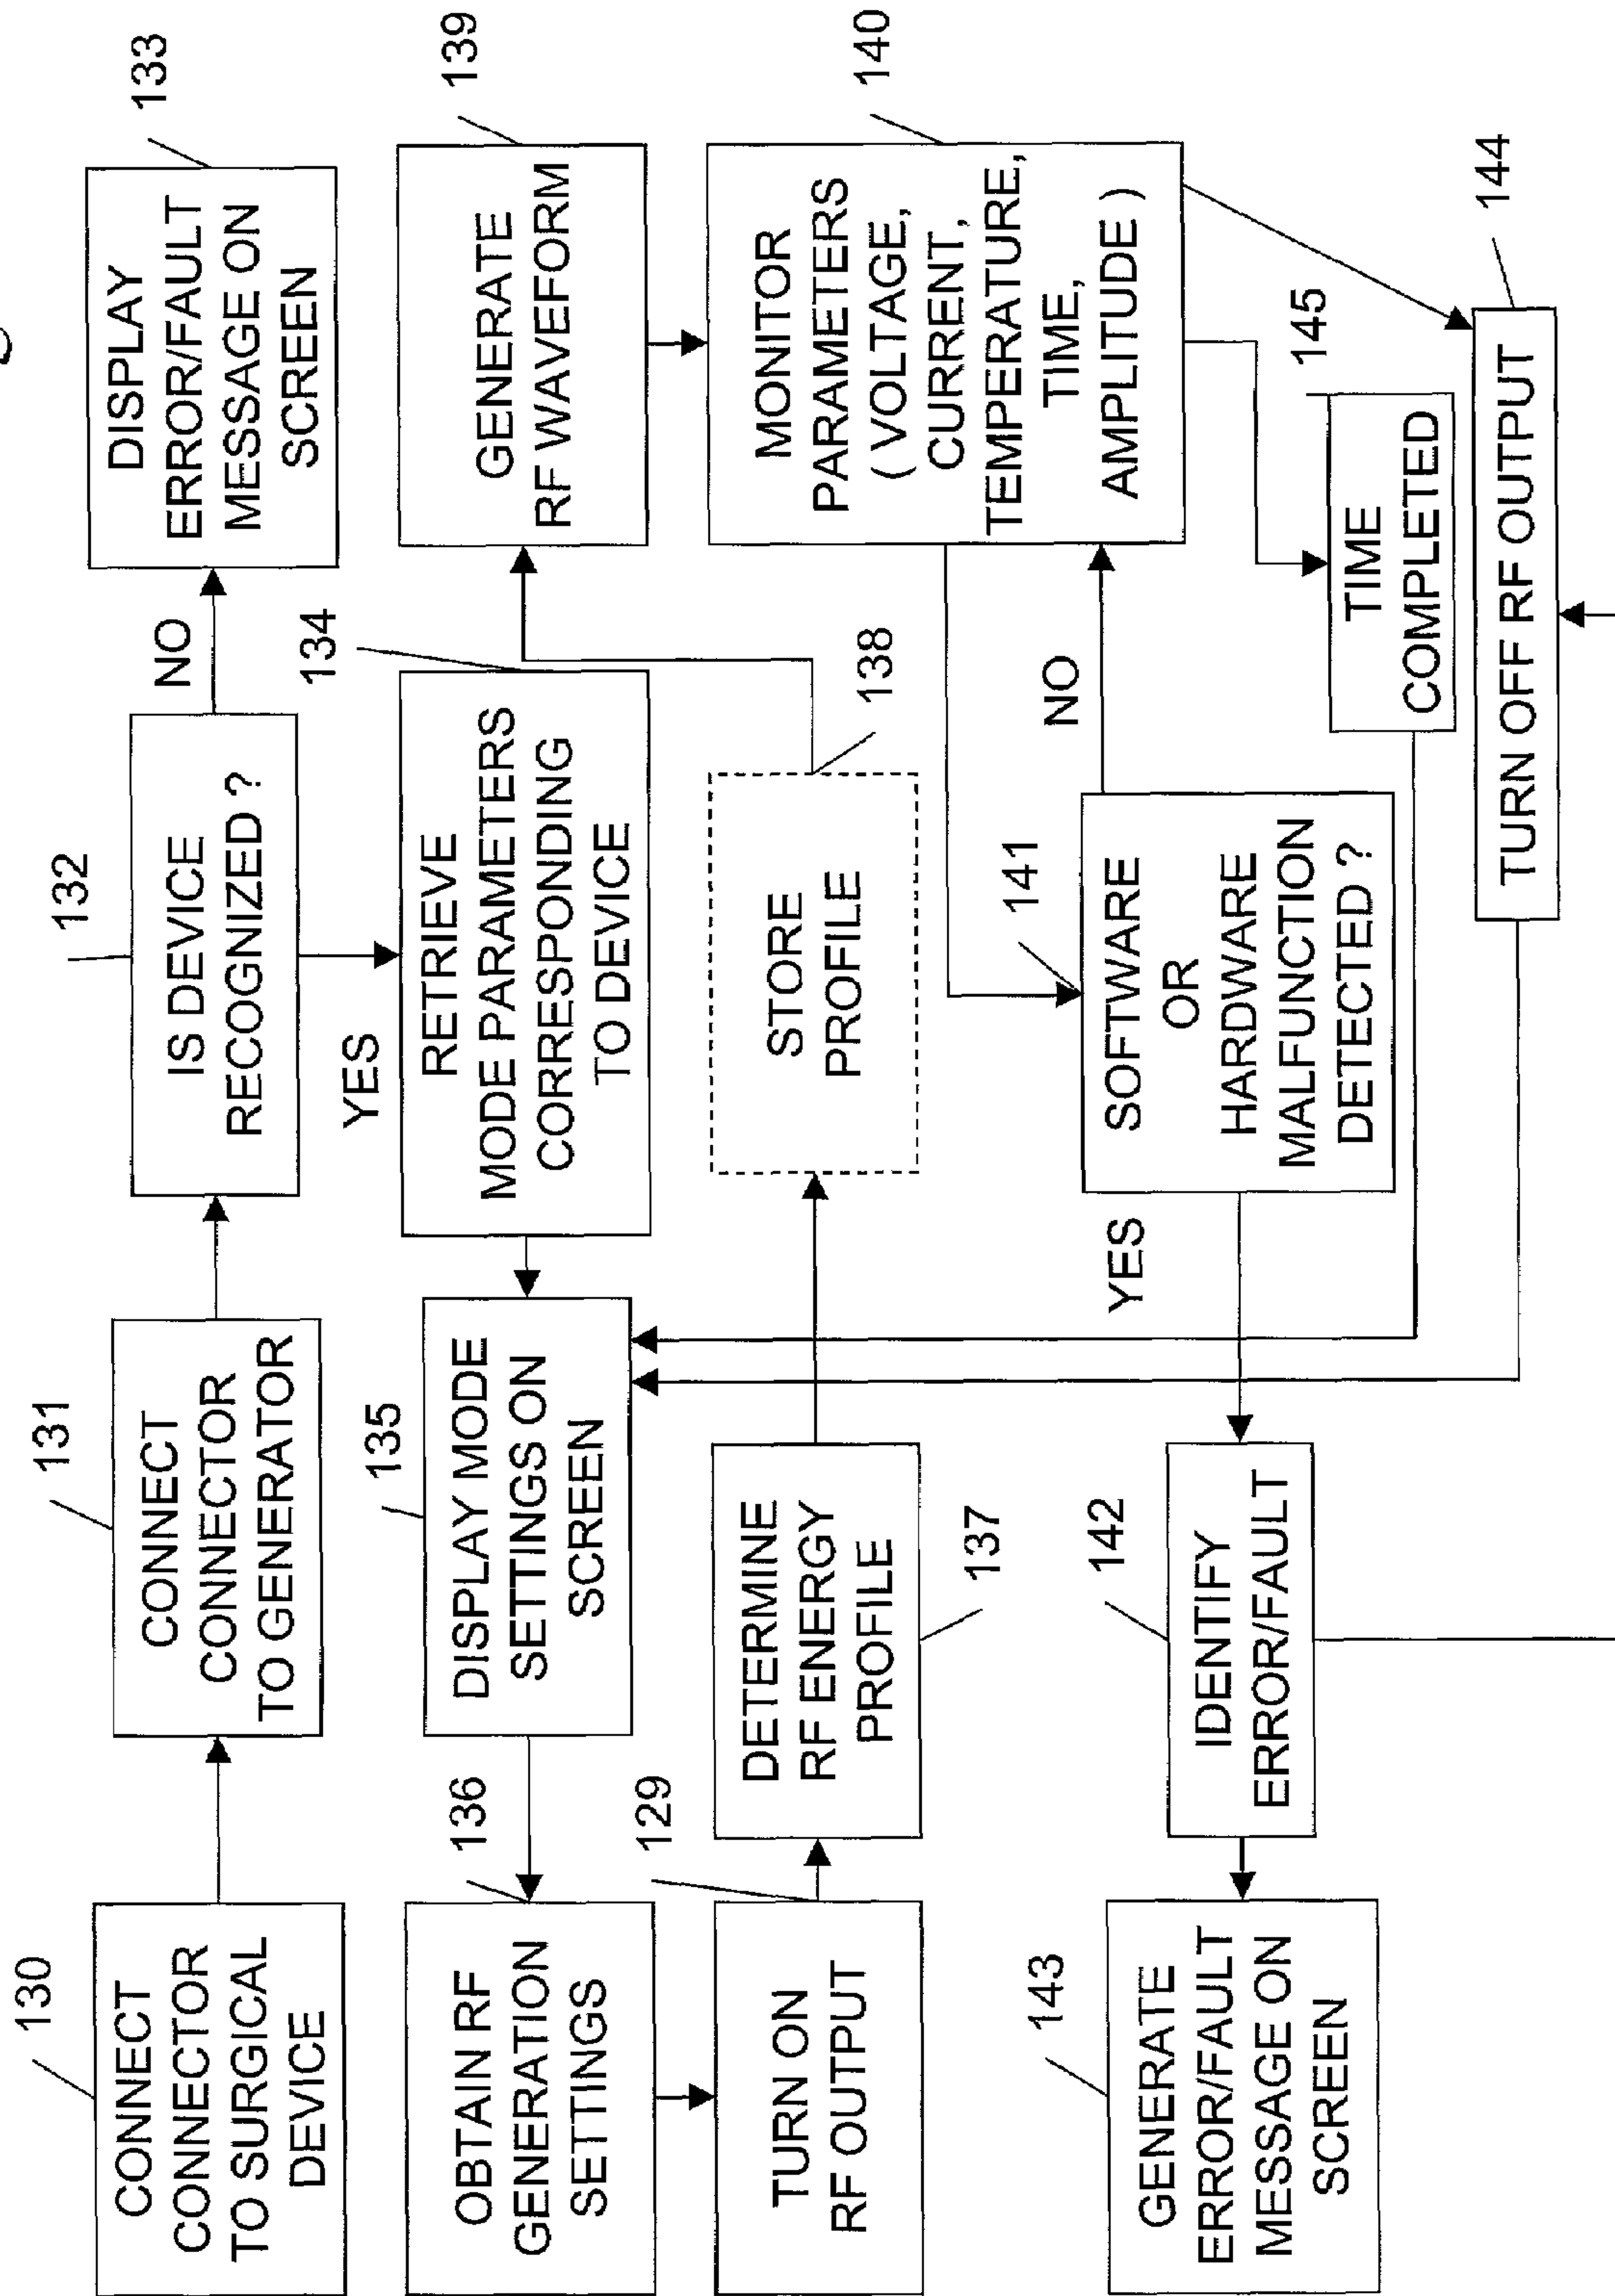 130
CONNECT
CONNECTOR
TO SURGICAL
DEVICE
131
CONNECT
CONNECTOR
TO GENERATOR
132
IS DEVICE
RECOGNIZED ?
NO
133
DISPLAY
ERROR/FAULT
MESSAGE ON
SCREEN
YES
134
RETRIEVE
MODE PARAMETERS
CORRESPONDING
TO DEVICE
135
DISPLAY MODE
SETTINGS ON
SCREEN
136
OBTAIN RF
GENERATION
SETTINGS
129
TURN ON
RF OUTPUT
DETERMINE
RF ENERGY
PROFILE
137
STORE
PROFILE
138
139
GENERATE
RF WAVEFORM
140
MONITOR
PARAMETERS
( VOLTAGE,
CURRENT,
TEMPERATURE,
TIME,
AMPLITUDE )
141
SOFTWARE
OR
HARDWARE
MALFUNCTION
DETECTED ?
NO
YES
142
IDENTIFY
ERROR/FAULT
143
GENERATE
ERROR/FAULT
MESSAGE ON
SCREEN
145
TIME
COMPLETED
144
TURN OFF RF OUTPUT